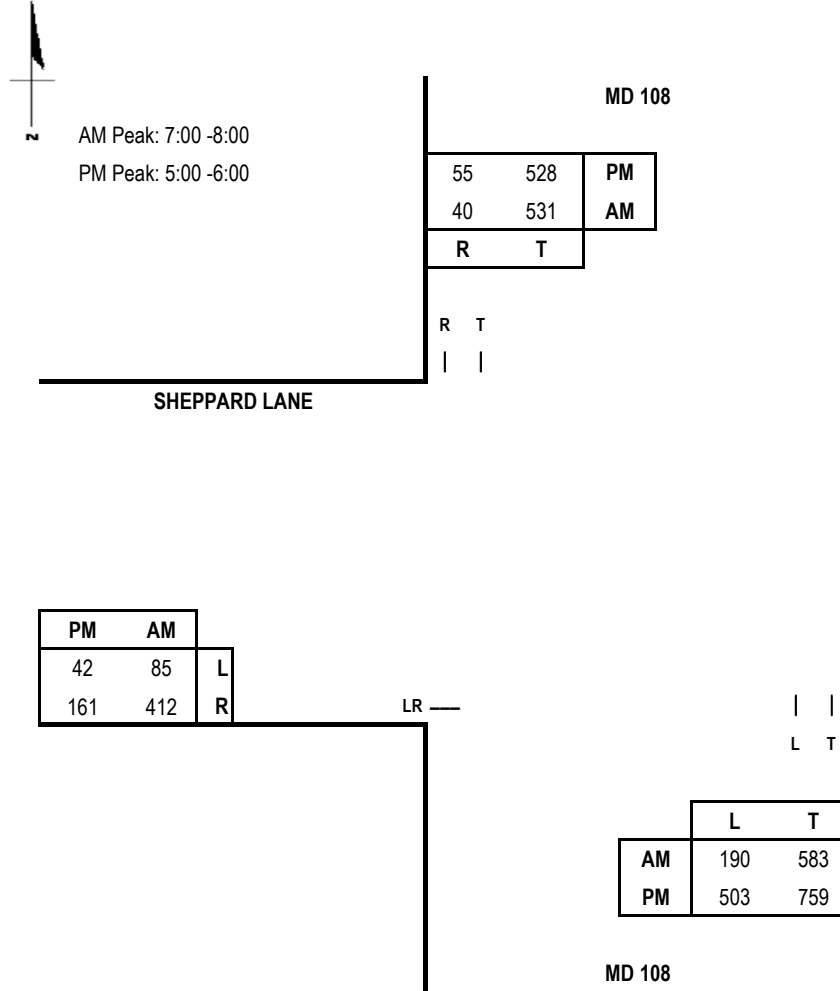 MD 108
N
AM Peak: 7:00 -8:00
PM Peak: 5:00 -6:00
55 528 PM
40 531 AM
R T
R T
SHEPPARD LANE
PM AM
42 85 L
161 412 R
LR
L T
L T
AM 190 583
PM 503 759
MD 108